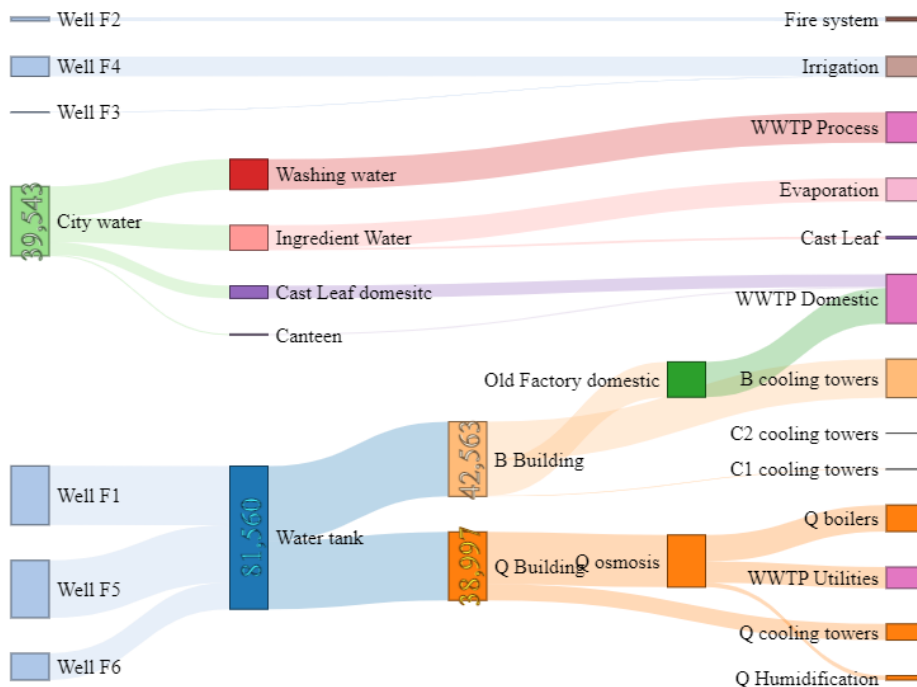 Well F2
Fire system
Well F4
Irrigation
Well F3
WWTP Process
Washing water
Evaporation
39,543
City water
Ingredient Water
Cast Leaf
Cast Leaf domesitc
WWTP Domestic
Canteen
Old Factory domestic
B cooling towers
C2 cooling towers
42,563
B Building
C1 cooling towers
Well F1
Q boilers
81,560
Water tank
38,997
Q Building
Q osmosis
WWTP Utilities
Well F5
Q cooling towers
Well F6
Q Humidification